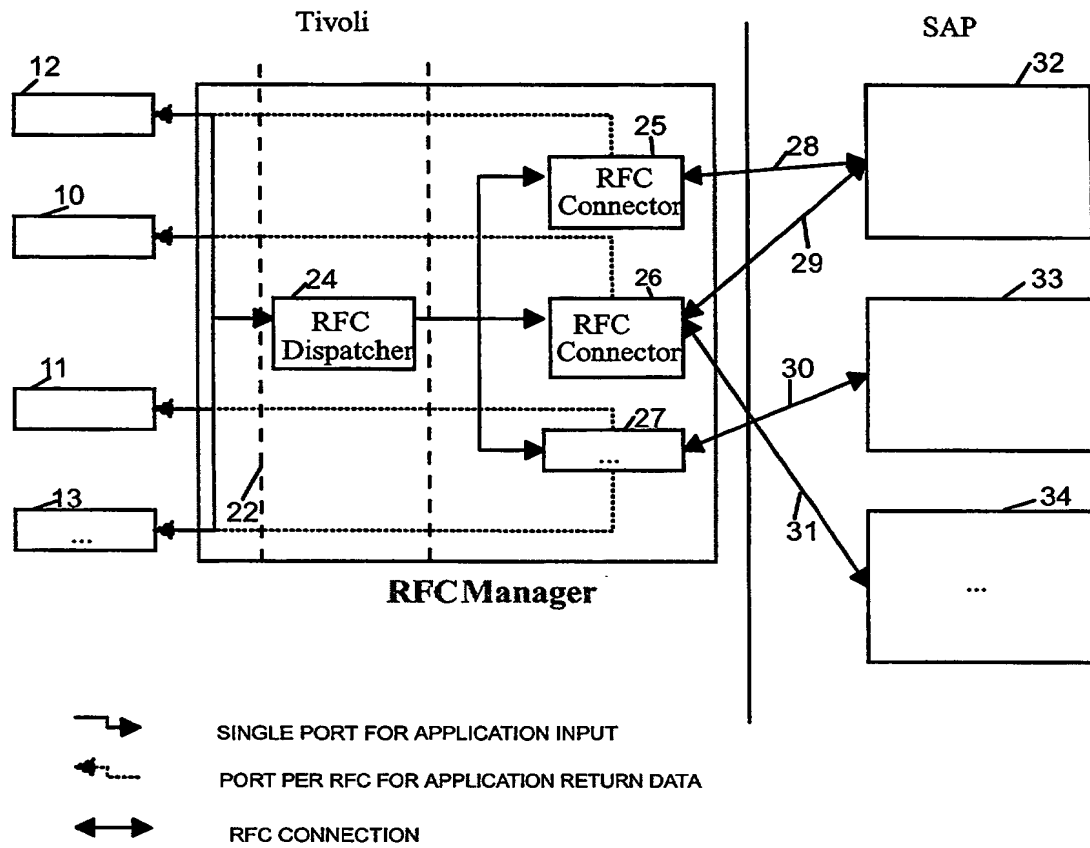 Tivoli
SAP
12
32
25
28
RFC
Connector
10
29
24
26
33
RFC
Dispatcher
RFC
Connector
11
30
27
...
13
...
22
31
34
...
RFCManager
SINGLE PORT FOR APPLICATION INPUT
PORT PER RFC FOR APPLICATION RETURN DATA
RFC CONNECTION